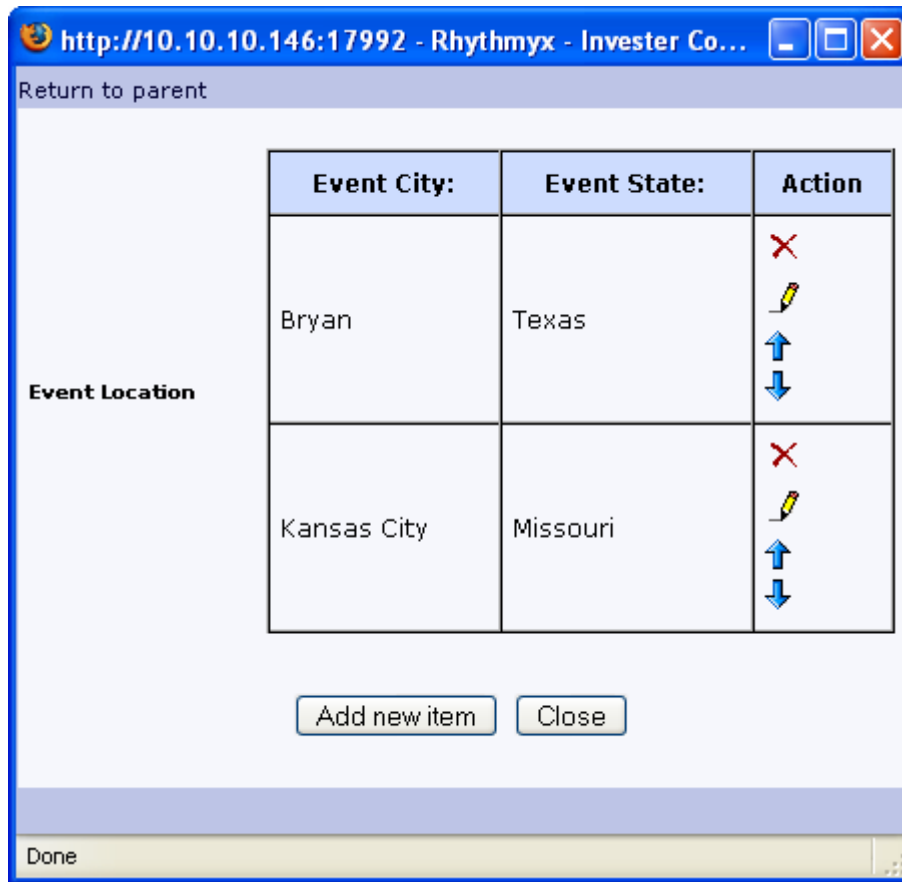 http://10.10.10.146:17992 - Rhythmyx - Invester Co...
Return to parent
Event City: Event State: Action
Bryan Texas
Event Location
Kansas City Missouri
Add new item Close
Done